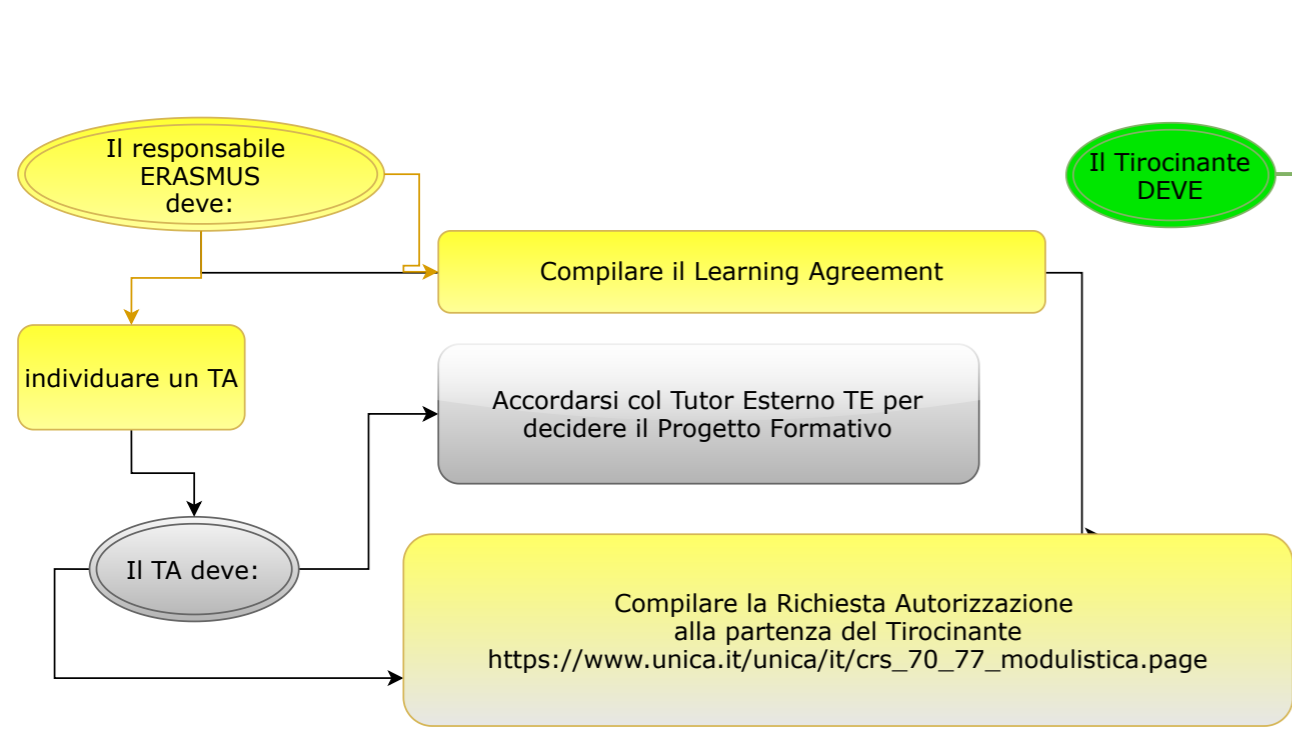 Il responsabile
ERASMUS
deve:
Il Tirocinante
DEVE
Compilare il Learning Agreement
individuare un TA
Accordarsi col Tutor Esterno TE per
decidere il Progetto Formativo
Il TA deve:
Compilare la Richiesta Autorizzazione
alla partenza del Tirocinante
https://www.unica.it/unica/it/crs_70_77_modulistica.page